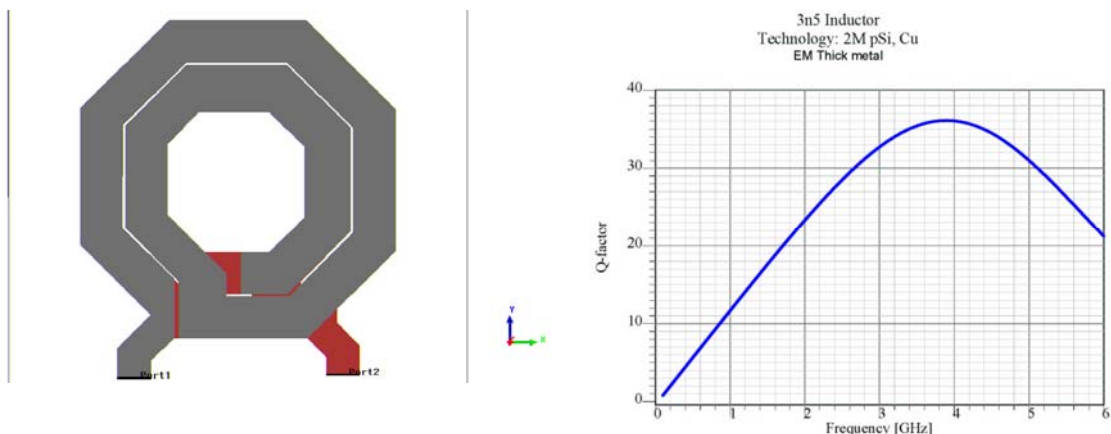 Port1
Port2
Y
X
3n5 Inductor
Technology: 2M pSi, Cu
EM Thick metal
40
30
20
10
0
Q-factor
0 1 2 3 4 5 6
Frequency [GHz]